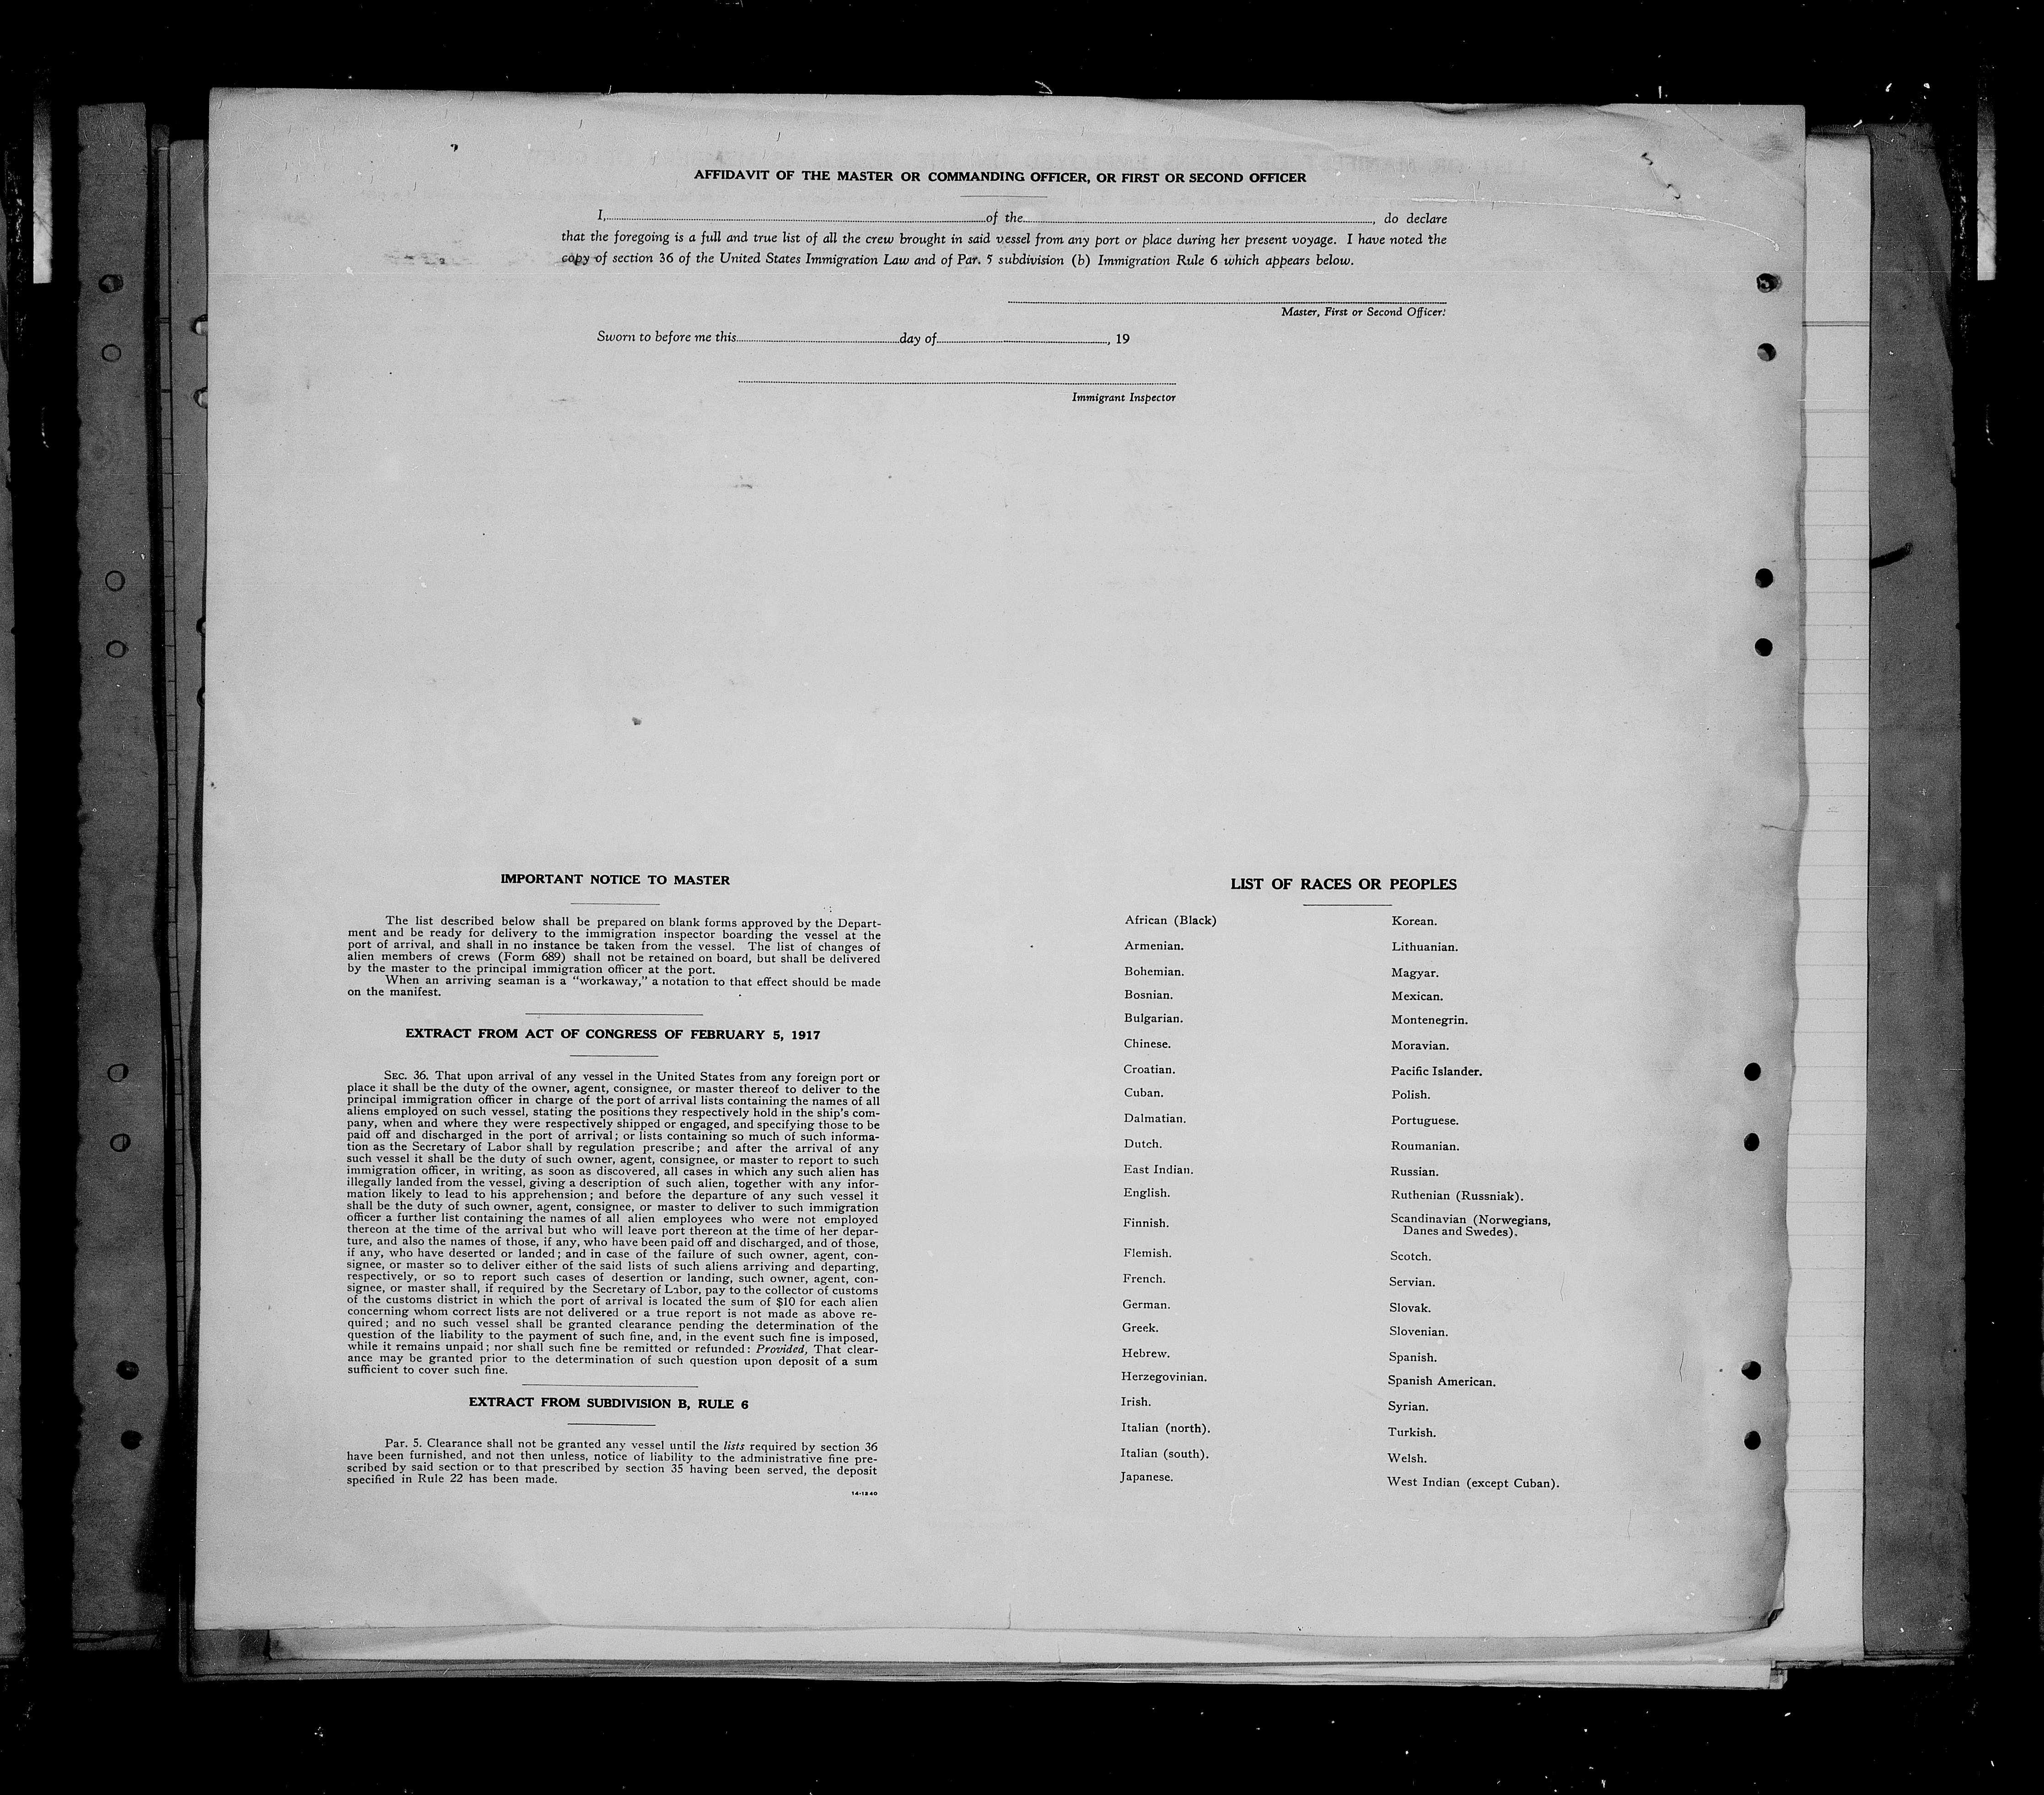 AFFIDAVIT OF THE MASTER OR COMMANDING OFFICER, OR FIRST OR SECOND OFFICER
I, of the , do declare
that the foregoing is a full and true list of all the crew brought in said vessel from any port or place during her present voyage. I have noted the
copy of section 36 of the United States Immigration Law and of Par. 5 subdivision (b) Immigration Rule 6 which appears below.
Master, First or Second Officer.
Sworn to before me this day of , 19
Immigrant Inspector
IMPORTANT NOTICE TO MASTER
The list described below shall be prepared on blank forms approved by the Depart-
ment and be ready for delivery to the immigration inspector boarding the vessel at the
port of arrival, and shall in no instance be taken from the vessel. The list of changes of
alien members of crews (Form 689) shall not be retained on board, but shall be delivered
by the master to the principal immigration officer at the port.
When an arriving seaman is a "workaway," a notation to that effect should be made
on the manifest.
EXTRACT FROM ACT OF CONGRESS OF FEBRUARY 5, 1917
SEC. 36. That upon arrival of any vessel in the United States from any foreign port or
place it shall be the duty of the owner, agent, consignee, or master thereof to deliver to the
principal immigration officer in charge of the port of arrival lists containing the names of all
aliens employed on such vessel, stating the positions they respectively hold in the ship's com-
pany, when and where they were respectively shipped or engaged, and specifying those to be
paid off and discharged in the port of arrival; or lists containing so much of such informa-
tion as the Secretary of Labor shall by regulation prescribe; and after the arrival of any
such vessel it shall be the duty of such owner, agent, consignee, or master to report to such
immigration officer, in writing, as soon as discovered, all cases in which any such alien has
illegally landed from the vessel, giving a description of such alien, together with any infor-
mation likely to lead to his apprehension; and before the departure of any such vessel it
shall be the duty of such owner, agent, consignee, or master to deliver to such immigration
officer a further list containing the names of all alien employees who were not employed
thereon at the time of the arrival but who will leave port thereon at the time of her depar-
ture, and also the names of those, if any, who have been paid off and discharged, and of those,
if any, who have deserted or landed; and in case of the failure of such owner, agent, con-
signee, or master so to deliver either of the said lists of such aliens arriving and departing,
respectively, or so to report such cases of desertion or landing, such owner, agent, con-
signee, or master shall, if required by the Secretary of Labor, pay to the collector of customs
of the customs district in which the port of arrival is located the sum of $10 for each alien
concerning whom correct lists are not delivered or a true report is not made as above re-
quired; and no such vessel shall be granted clearance pending the determination of the
question of the liability to the payment of such fine, and, in the event such fine is imposed,
while it remains unpaid; nor shall such fine be remitted or refunded: Provided, That clear-
ance may be granted prior to the determination of such question upon deposit of a sum
sufficient to cover such fine.
EXTRACT FROM SUBDIVISION B, RULE 6
Par. 5. Clearance shall not be granted any vessel until the lists required by section 36
have been furnished, and not then unless, notice of liability to the administrative fine pre-
scribed by said section or to that prescribed by section 35 having been served, the deposit
specified in Rule 22 has been made.
14-1240
LIST OF RACES OR PEOPLES
African (Black)
Armenian.
Bohemian.
Bosnian.
Bulgarian.
Chinese.
Croatian.
Cuban.
Dalmatian.
Dutch.
East Indian.
English.
Finnish.
Flemish.
French.
German.
Greek.
Hebrew.
Herzegovinian.
Irish.
Italian (north).
Italian (south).
Japanese.
Korean.
Lithuanian.
Magyar.
Mexican.
Montenegrin.
Moravian.
Pacific Islander.
Polish.
Portuguese.
Roumanian.
Russian.
Ruthenian (Russniak).
Scandinavian (Norwegians,
Danes and Swedes).
Scotch.
Servian.
Slovak.
Slovenian.
Spanish.
Spanish American.
Syrian.
Turkish.
Welsh.
West Indian (except Cuban).